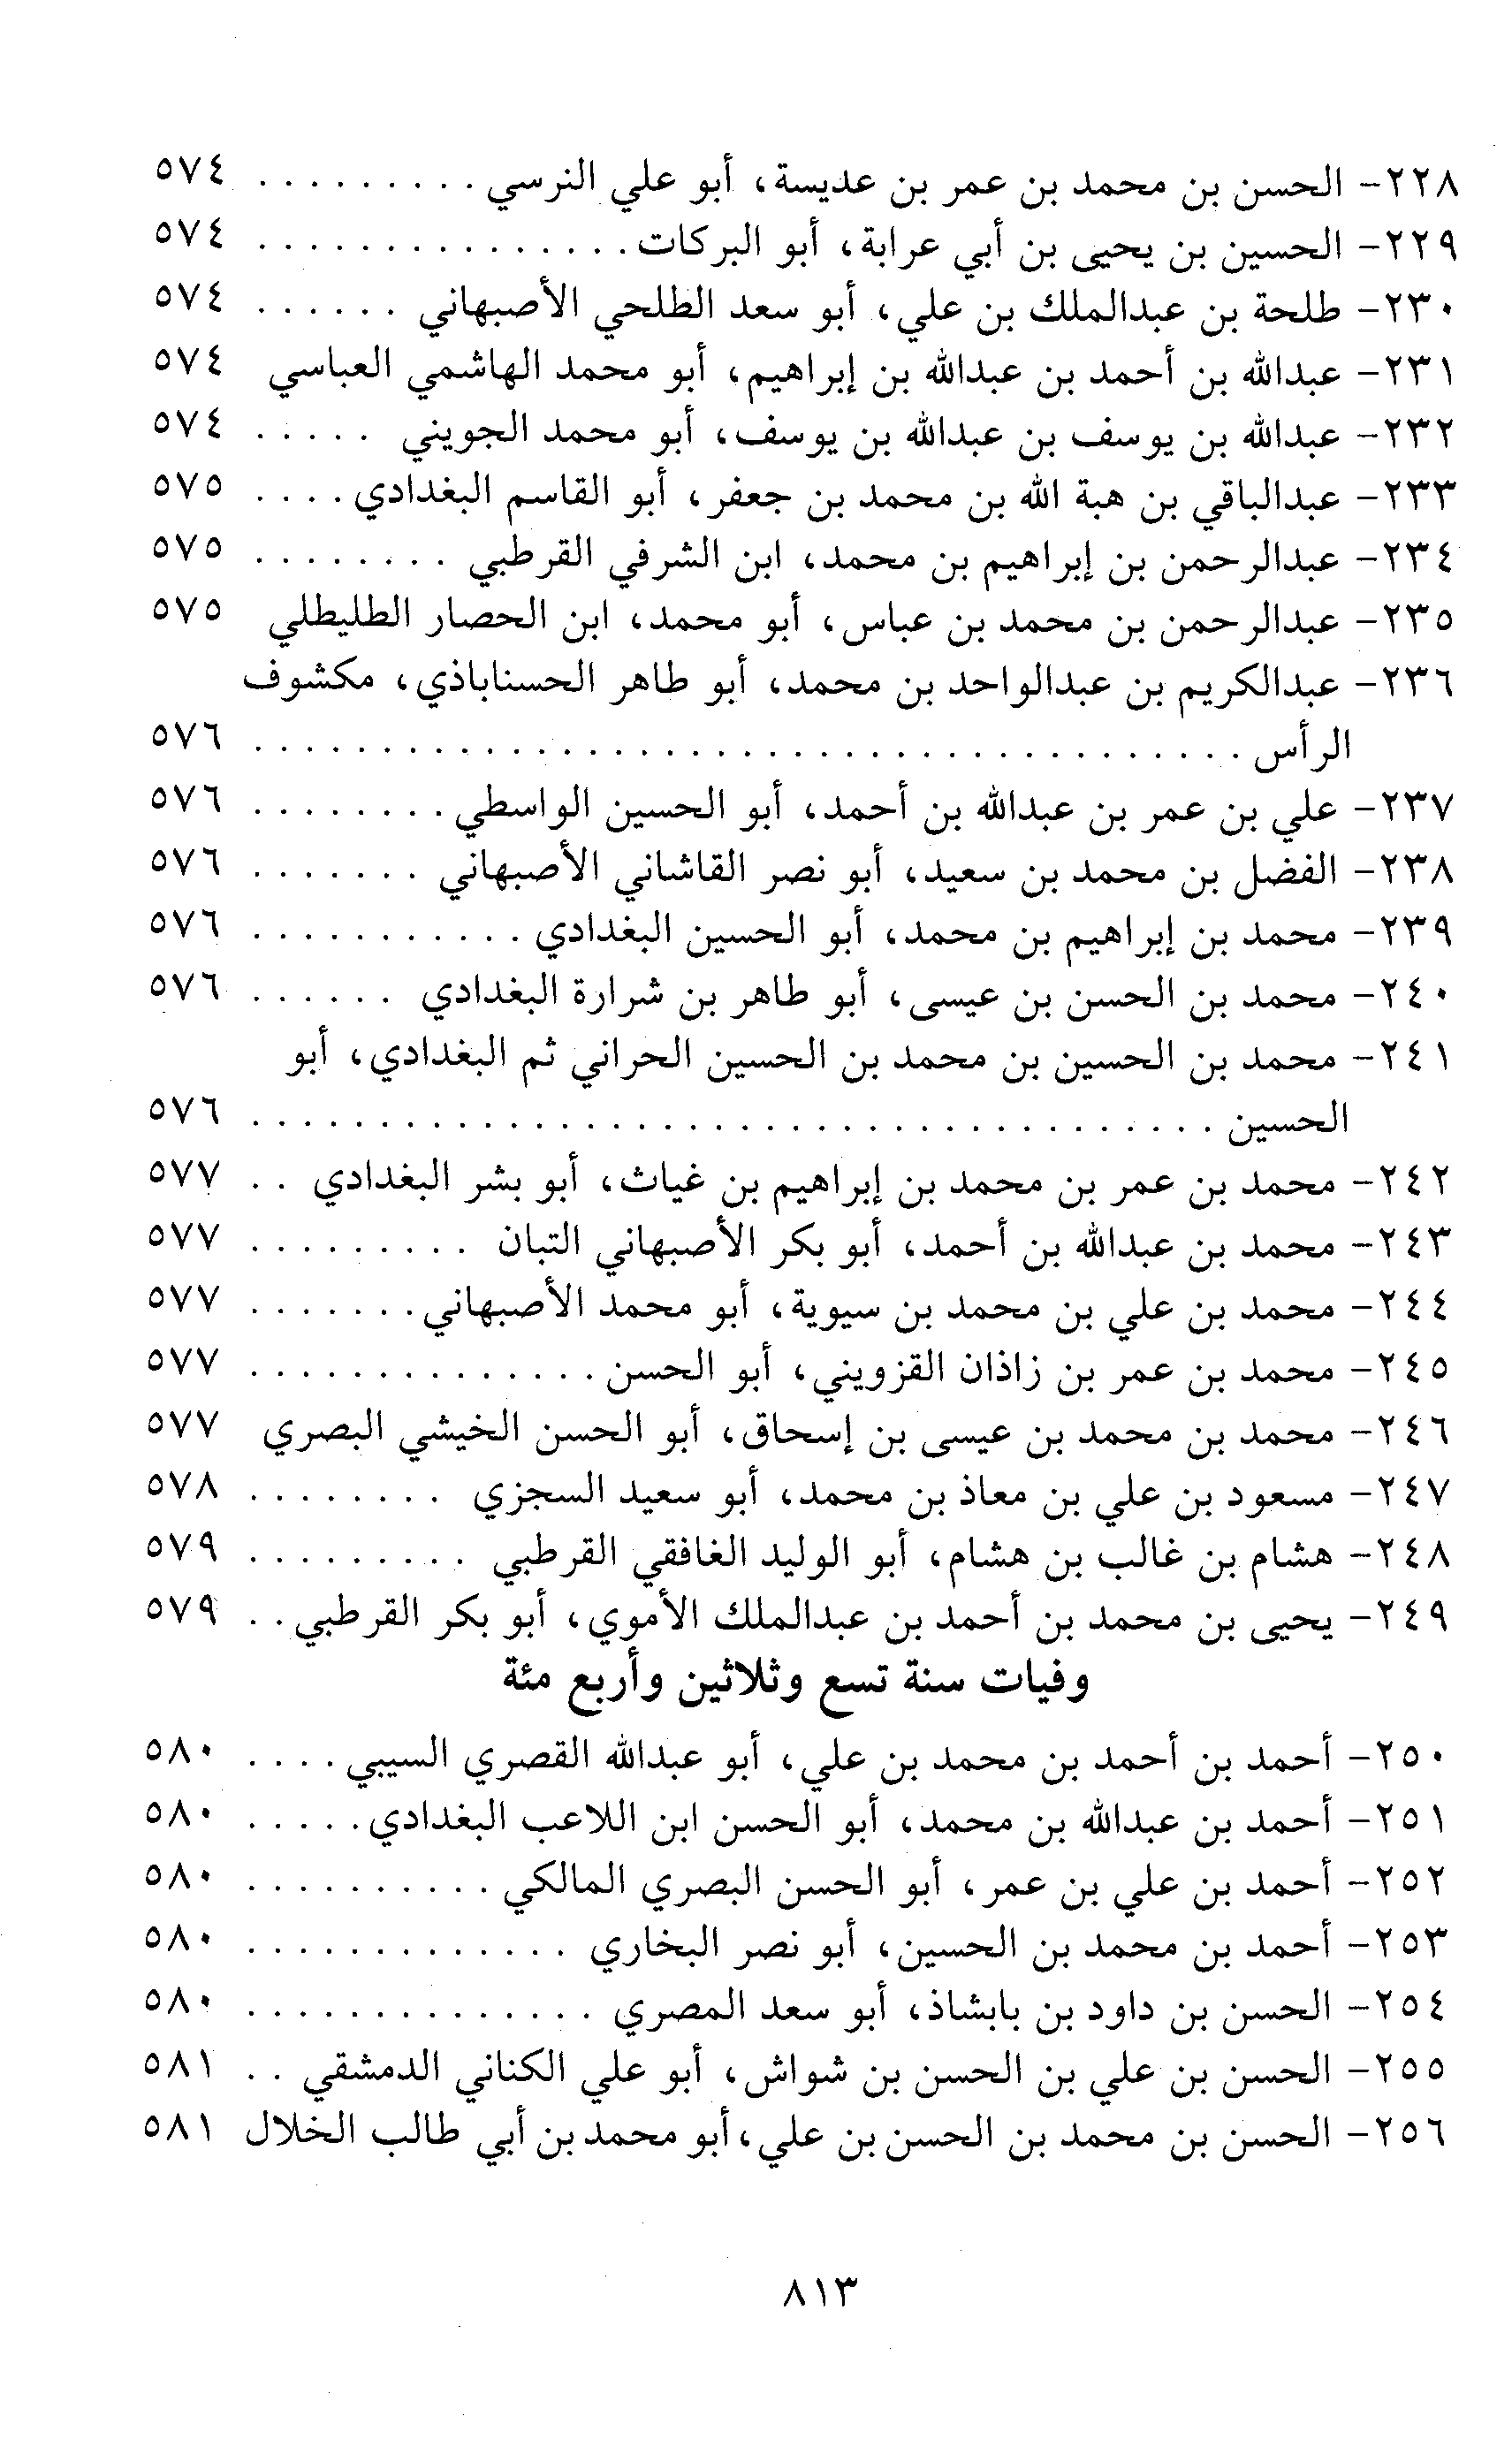 ٢٢٨- الحسن بن محمد بن عمر بن عديسة، أبو علي النرسي . . . . . . . . . ٥٧٤
٢٢٩- الحسين بن يحيى بن أبي عرابة، أبو البركات . . . . . . . . . . . . . . . ٥٧٤
٢٣٠- طلحة بن عبدالملك بن علي، أبو سعد الطلحي الأصبهاني . . . . . . ٥٧٤
٢٣١- عبدالله بن أحمد بن عبدالله بن إبراهيم، أبو محمد الهاشمي العباسي ٥٧٤
٢٣٢- عبدالله بن يوسف بن عبدالله بن يوسف، أبو محمد الجويني . . . . . ٥٧٤
٢٣٣- عبدالباقي بن هبة الله بن محمد بن جعفر، أبو القاسم البغدادي . . . . ٥٧٥
٢٣٤- عبدالرحمن بن إبراهيم بن محمد، ابن الشرفي القرطبي . . . . . . . . ٥٧٥
٢٣٥- عبدالرحمن بن محمد بن عباس، أبو محمد، ابن الحصار الطليطلي ٥٧٥
٢٣٦- عبدالكريم بن عبدالواحد بن محمد، أبو طاهر الحسناباذي، مكشوف
الرأس . . . . . . . . . . . . . . . . . . . . . . . . . . . . . . . . . . . . . . . ٥٧٦
٢٣٧- علي بن عمر بن عبدالله بن أحمد، أبو الحسين الواسطي . . . . . . . . ٥٧٦
٢٣٨- الفضل بن محمد بن سعيد، أبو نصر القاشاني الأصبهاني . . . . . . . ٥٧٦
٢٣٩- محمد بن إبراهيم بن محمد، أبو الحسين البغدادي . . . . . . . . . . . ٥٧٦
٢٤٠- محمد بن الحسن بن عيسى، أبو طاهر بن شرارة البغدادي . . . . . . ٥٧٦
٢٤١- محمد بن الحسين بن محمد بن الحسين الحراني ثم البغدادي، أبو
الحسين . . . . . . . . . . . . . . . . . . . . . . . . . . . . . . . . . . . . . . ٥٧٦
٢٤٢- محمد بن عمر بن محمد بن إبراهيم بن غياث، أبو بشر البغدادي . . ٥٧٧
٢٤٣- محمد بن عبدالله بن أحمد، أبو بكر الأصبهاني التبان . . . . . . . . . ٥٧٧
٢٤٤- محمد بن علي بن محمد بن سيوية، أبو محمد الأصبهاني . . . . . . . ٥٧٧
٢٤٥- محمد بن عمر بن زاذان القزويني، أبو الحسن . . . . . . . . . . . . . . ٥٧٧
٢٤٦- محمد بن محمد بن عيسى بن إسحاق، أبو الحسن الخيشي البصري ٥٧٧
٢٤٧- مسعود بن علي بن معاذ بن محمد، أبو سعيد السجزي . . . . . . . . ٥٧٨
٢٤٨- هشام بن غالب بن هشام، أبو الوليد الغافقي القرطبي . . . . . . . . . ٥٧٩
٢٤٩- يحيى بن محمد بن أحمد بن عبدالملك الأموي، أبو بكر القرطبي . . ٥٧٩
وفيات سنة تسع وثلاثين وأربع مئة
٢٥٠- أحمد بن أحمد بن محمد بن علي، أبو عبدالله القصري السيبي . . . . ٥٨٠
٢٥١- أحمد بن عبدالله بن محمد، أبو الحسن ابن اللاعب البغدادي . . . . . ٥٨٠
٢٥٢- أحمد بن علي بن عمر، أبو الحسن البصري المالكي . . . . . . . . . . ٥٨٠
٢٥٣- أحمد بن محمد بن الحسين، أبو نصر البخاري . . . . . . . . . . . . . ٥٨٠
٢٥٤- الحسن بن داود بن بابشاذ، أبو سعد المصري . . . . . . . . . . . . . . ٥٨٠
٢٥٥- الحسن بن علي بن الحسن بن شواش، أبو علي الكناني الدمشقي . . ٥٨١
٢٥٦- الحسن بن محمد بن الحسن بن علي، أبو محمد بن أبي طالب الخلال ٥٨١
٨١٣